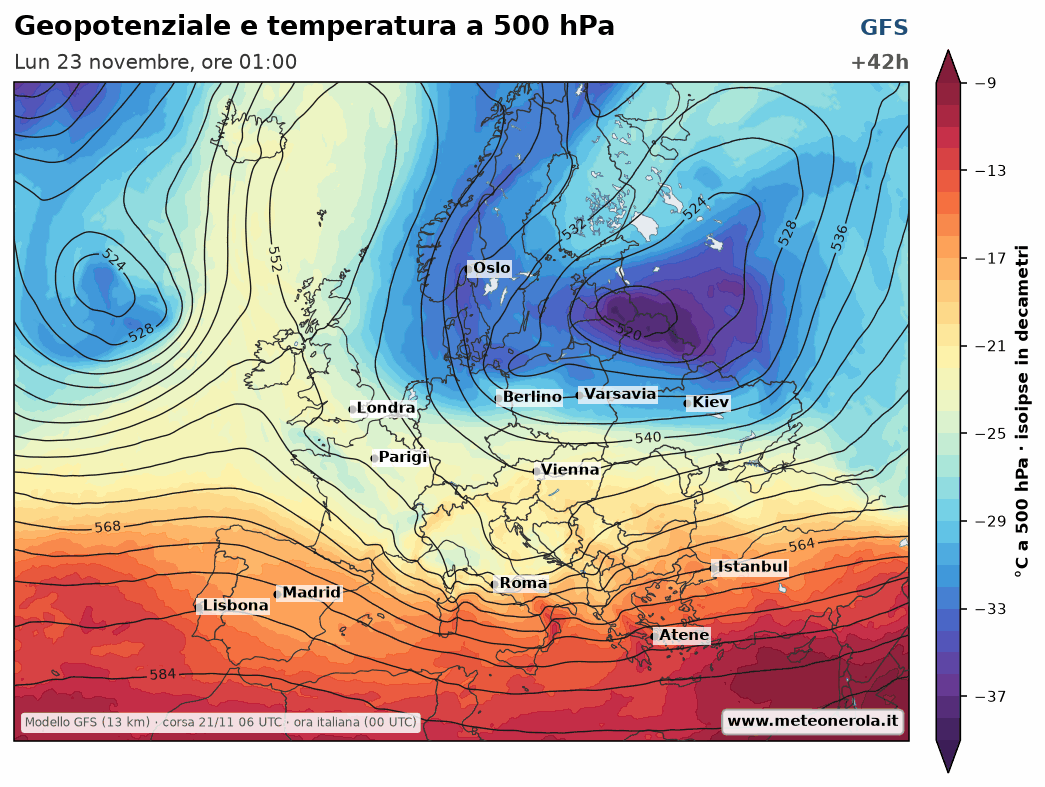 Geopotenziale e temperatura a 500 hPa
GFS
Lun 23 novembre, ore 01:00
+42h
552
524
528
532
524
528
536
520
540
568
564
584
Oslo
Berlino
Varsavia
Kiev
Londra
Parigi
Vienna
Roma
Istanbul
Madrid
Lisbona
Atene
−9
−13
−17
−21
−25
−29
−33
−37
°C a 500 hPa · isoipse in decametri
Modello GFS (13 km) · corsa 21/11 06 UTC · ora italiana (00 UTC)
www.meteonerola.it